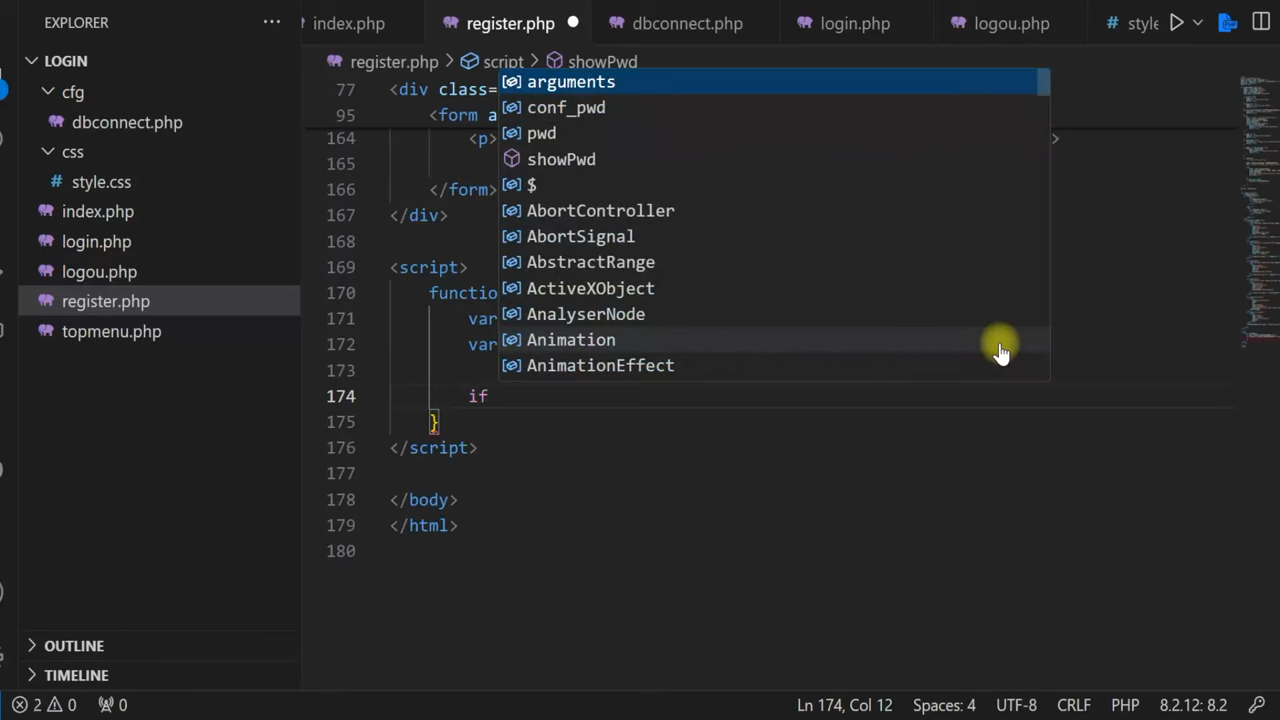 EXPLORER ···
index.php register.php dbconnect.php login.php logou.php # style
LOGIN
cfg
dbconnect.php
css
# style.css
index.php
login.php
logou.php
register.php
topmenu.php
OUTLINE
TIMELINE
register.php > script > showPwd
77 <div class=
95 <form a
164 <p> >
165
166 </form>
167 </div>
168
169 <script>
170 functio
171 var
172 var
173
174 if
175 }
176 </script>
177
178 </body>
179 </html>
180
arguments
conf_pwd
pwd
showPwd
$
AbortController
AbortSignal
AbstractRange
ActiveXObject
AnalyserNode
Animation
AnimationEffect
2 0 0 Ln 174, Col 12 Spaces: 4 UTF-8 CRLF PHP 8.2.12: 8.2